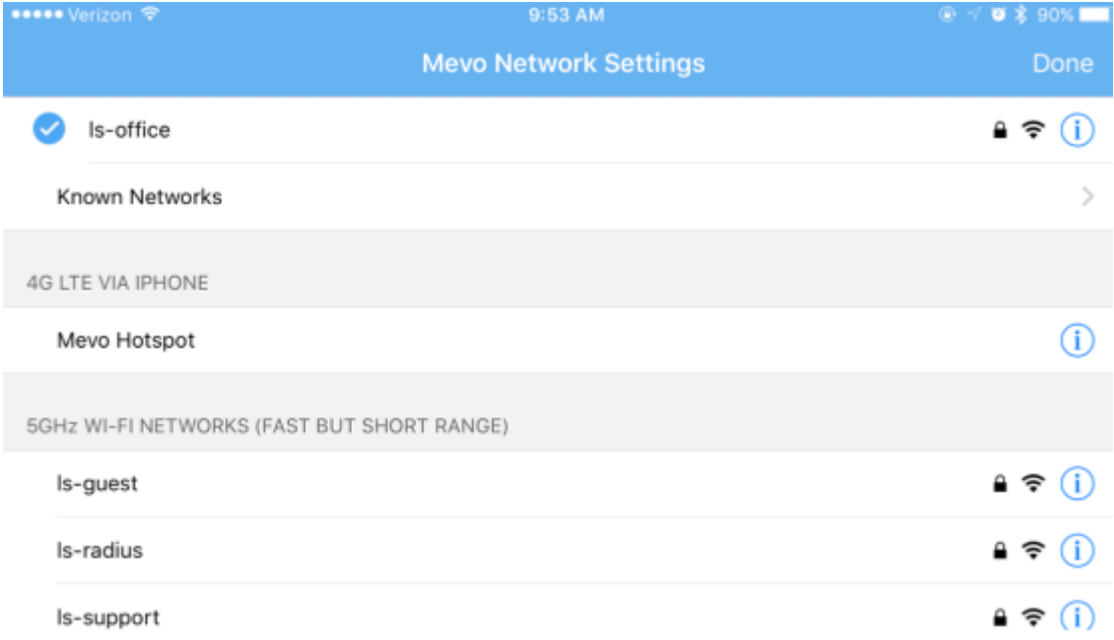 Verizon 9:53 AM 90%
Mevo Network Settings Done
ls-office
Known Networks
4G LTE VIA IPHONE
Mevo Hotspot
5GHz WI-FI NETWORKS (FAST BUT SHORT RANGE)
ls-guest
ls-radius
ls-support